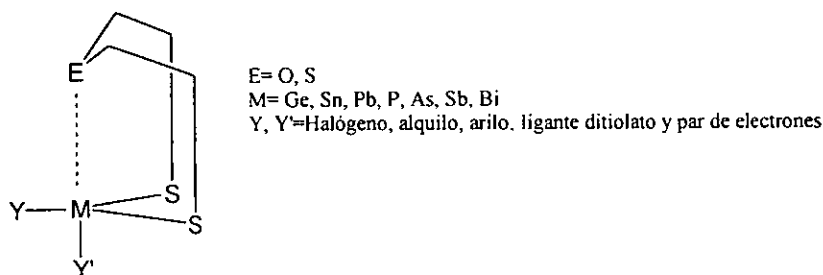 E
E= O, S
M= Ge, Sn, Pb, P, As, Sb, Bi
Y, Y'=Halógeno, alquilo, arilo. ligante ditiolato y par de electrones
S
Y
M
S
Y'